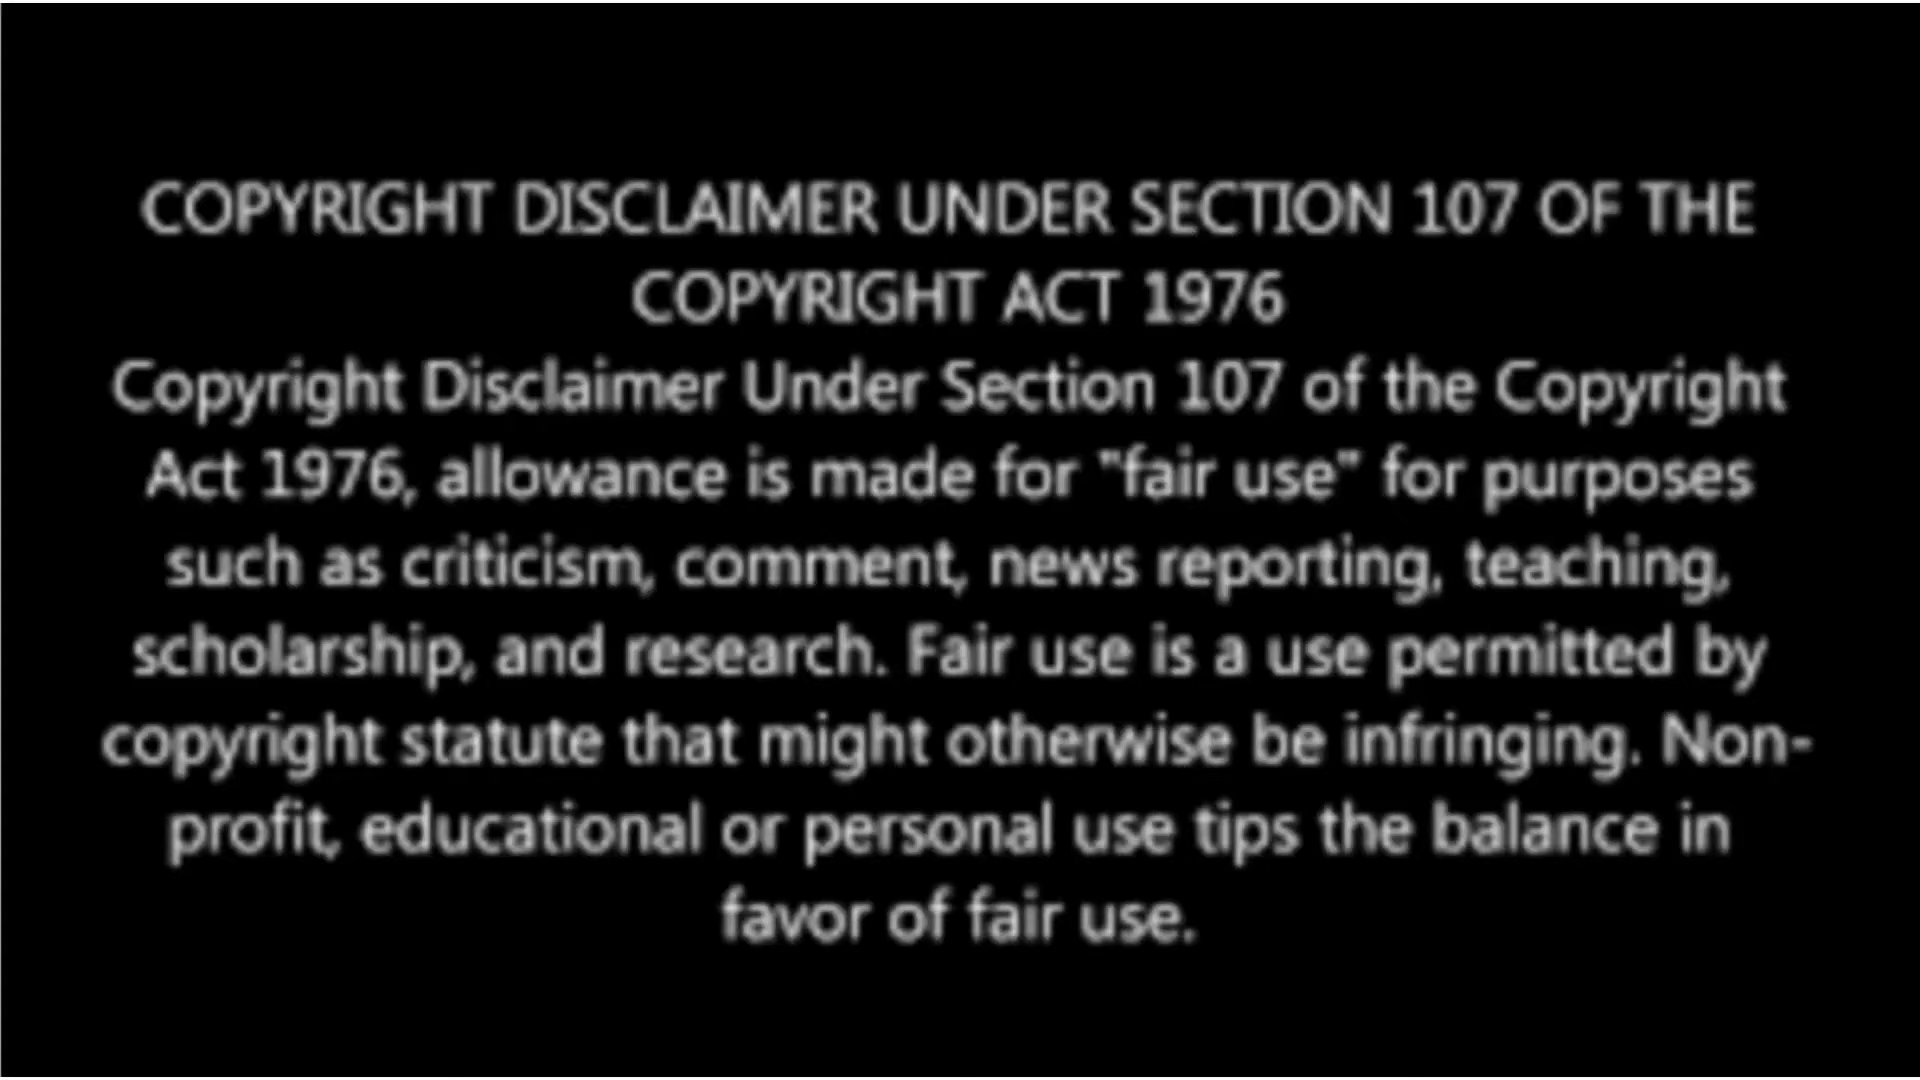 COPYRIGHT DISCLAIMER UNDER SECTION 107 OF THE
COPYRIGHT ACT 1976
Copyright Disclaimer Under Section 107 of the Copyright
Act 1976, allowance is made for "fair use" for purposes
such as criticism, comment, news reporting, teaching,
scholarship, and research. Fair use is a use permitted by
copyright statute that might otherwise be infringing. Non-
profit, educational or personal use tips the balance in
favor of fair use.